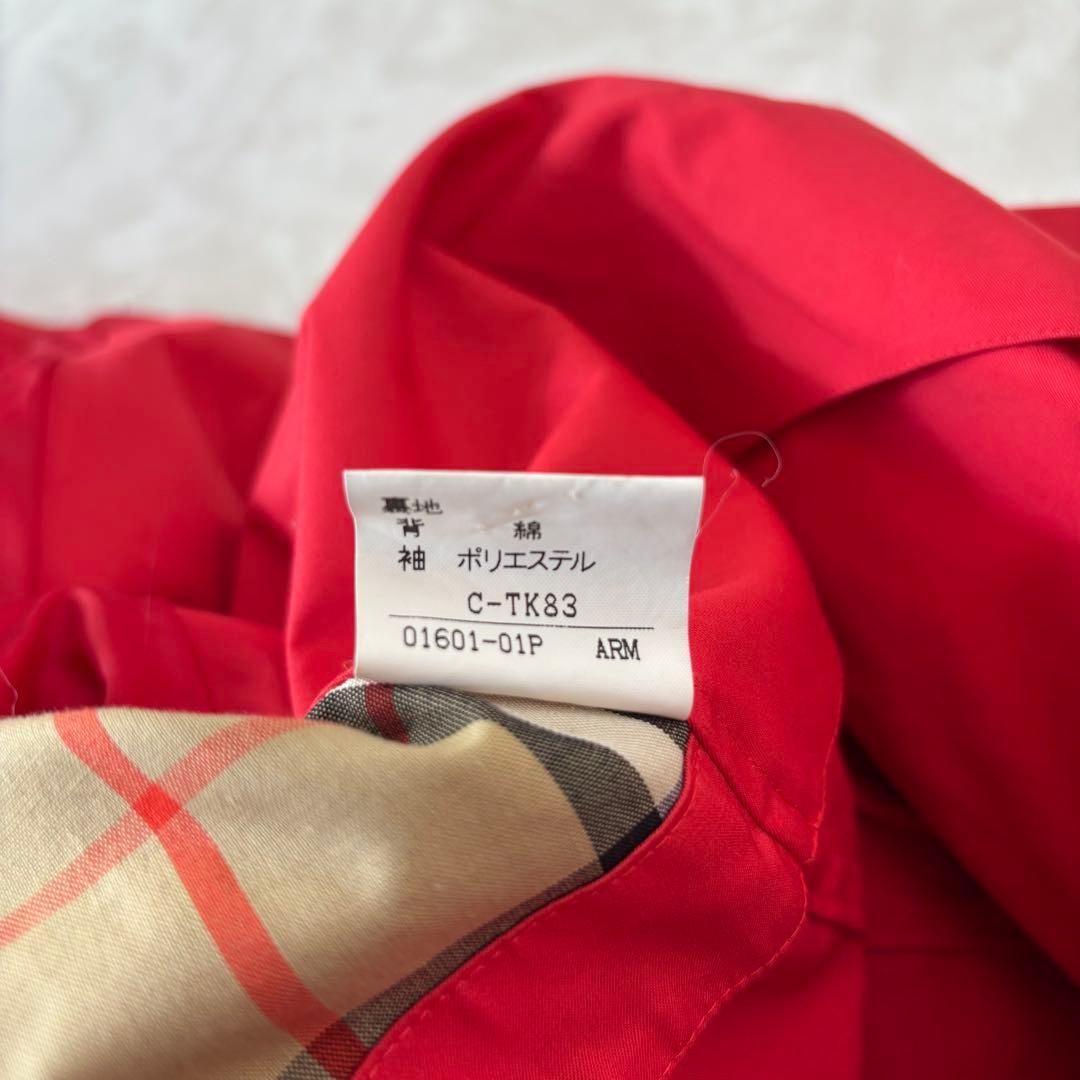 裏地
背 綿
袖 ポリエステル
C-TK83
01601-01P ARM